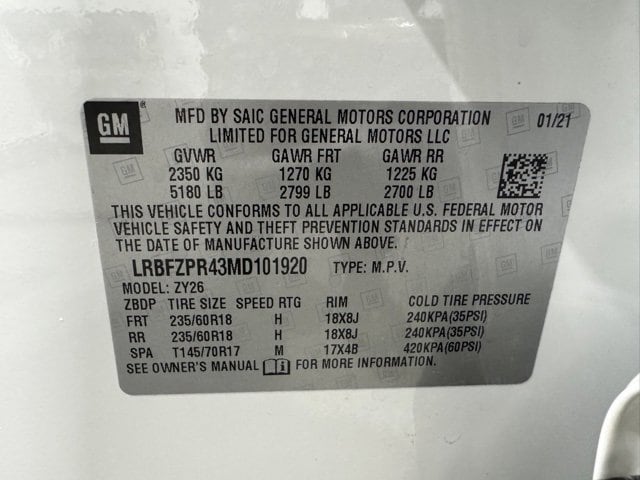 GM
MFD BY SAIC GENERAL MOTORS CORPORATION 01/21
LIMITED FOR GENERAL MOTORS LLC
GVWR GAWR FRT GAWR RR
2350 KG 1270 KG 1225 KG
5180 LB 2799 LB 2700 LB
THIS VEHICLE CONFORMS TO ALL APPLICABLE U.S. FEDERAL MOTOR
VEHICLE SAFETY AND THEFT PREVENTION STANDARDS IN EFFECT ON
THE DATE OF MANUFACTURE SHOWN ABOVE.
LRBFZPR43MD101920 TYPE: M.P.V.
MODEL: ZY26
ZBDP TIRE SIZE SPEED RTG RIM COLD TIRE PRESSURE
FRT 235/60R18 H 18X8J 240KPA(35PSI)
RR 235/60R18 H 18X8J 240KPA(35PSI)
SPA T145/70R17 M 17X4B 420KPA(60PSI)
SEE OWNER'S MANUAL FOR MORE INFORMATION.